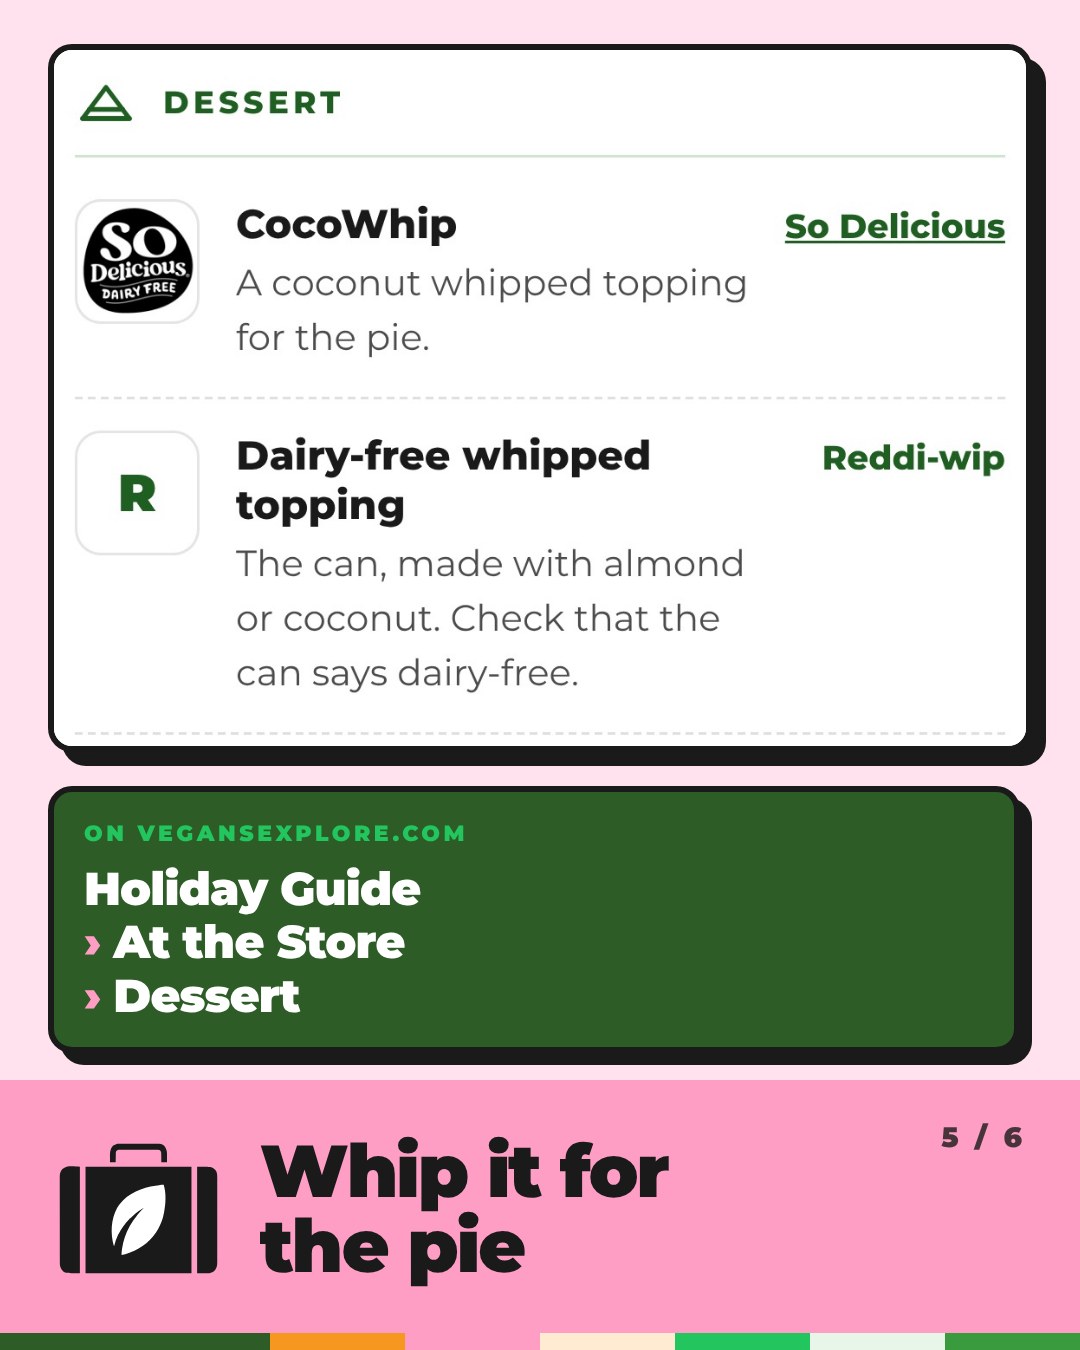 DESSERT
So
Delicious
DAIRY FREE
CocoWhip
So Delicious
A coconut whipped topping
for the pie.
R
Dairy-free whipped
topping
Reddi-wip
The can, made with almond
or coconut. Check that the
can says dairy-free.
ON VEGANSEXPLORE.COM
Holiday Guide
› At the Store
› Dessert
Whip it for
the pie
5 / 6